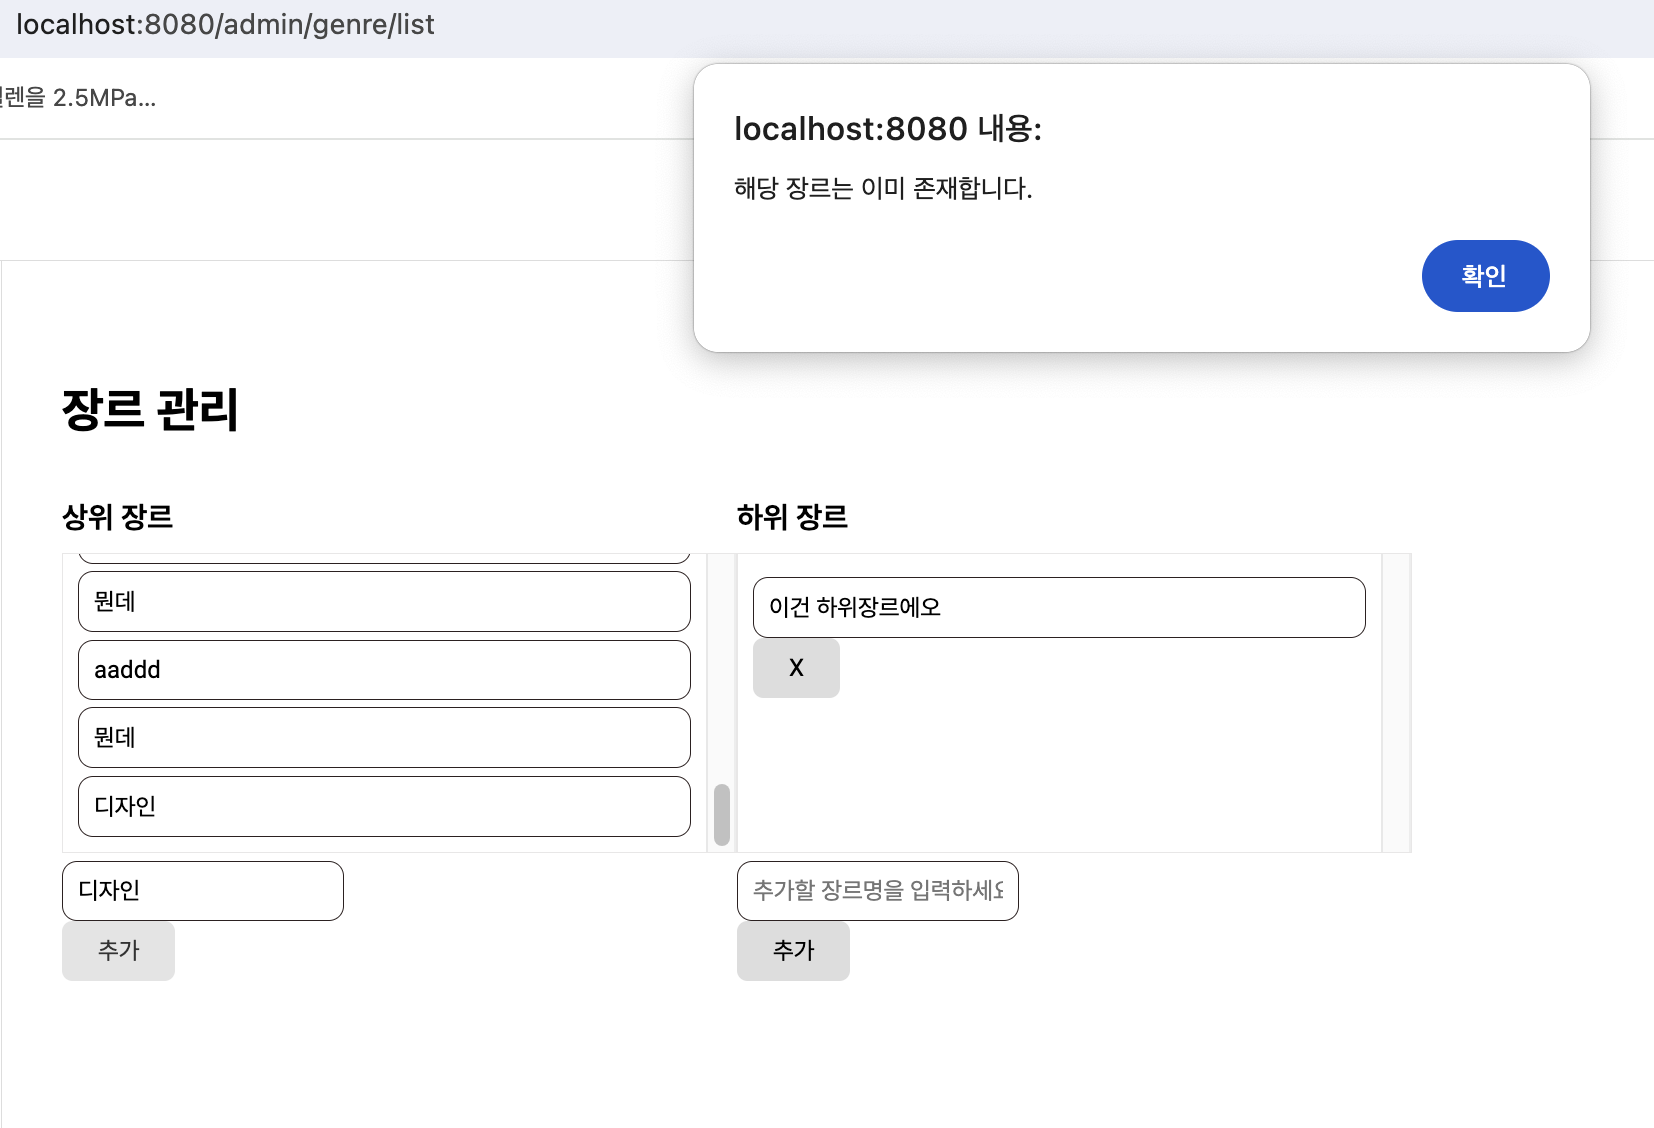 localhost:8080/admin/genre/list
렌을 2.5MPa...
localhost:8080 내용:
해당 장르는 이미 존재합니다.
확인
장르 관리
상위 장르
하위 장르
뭔데
aaddd
뭔데
디자인
이건 하위장르에오
X
디자인
추가
추가할 장르명을 입력하세
추가